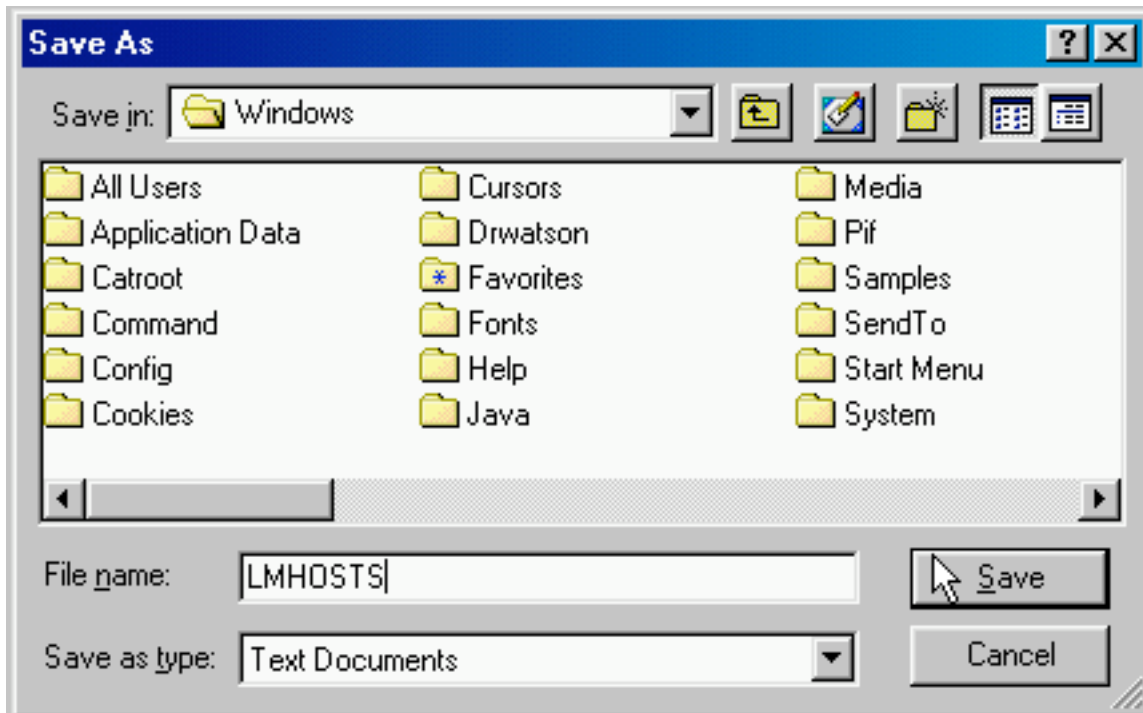 Save As
Save in: Windows
All Users Cursors Media
Application Data Drwatson Pif
Catroot Favorites Samples
Command Fonts SendTo
Config Help Start Menu
Cookies Java System
File name: LMHOSTS Save
Save as type: Text Documents Cancel